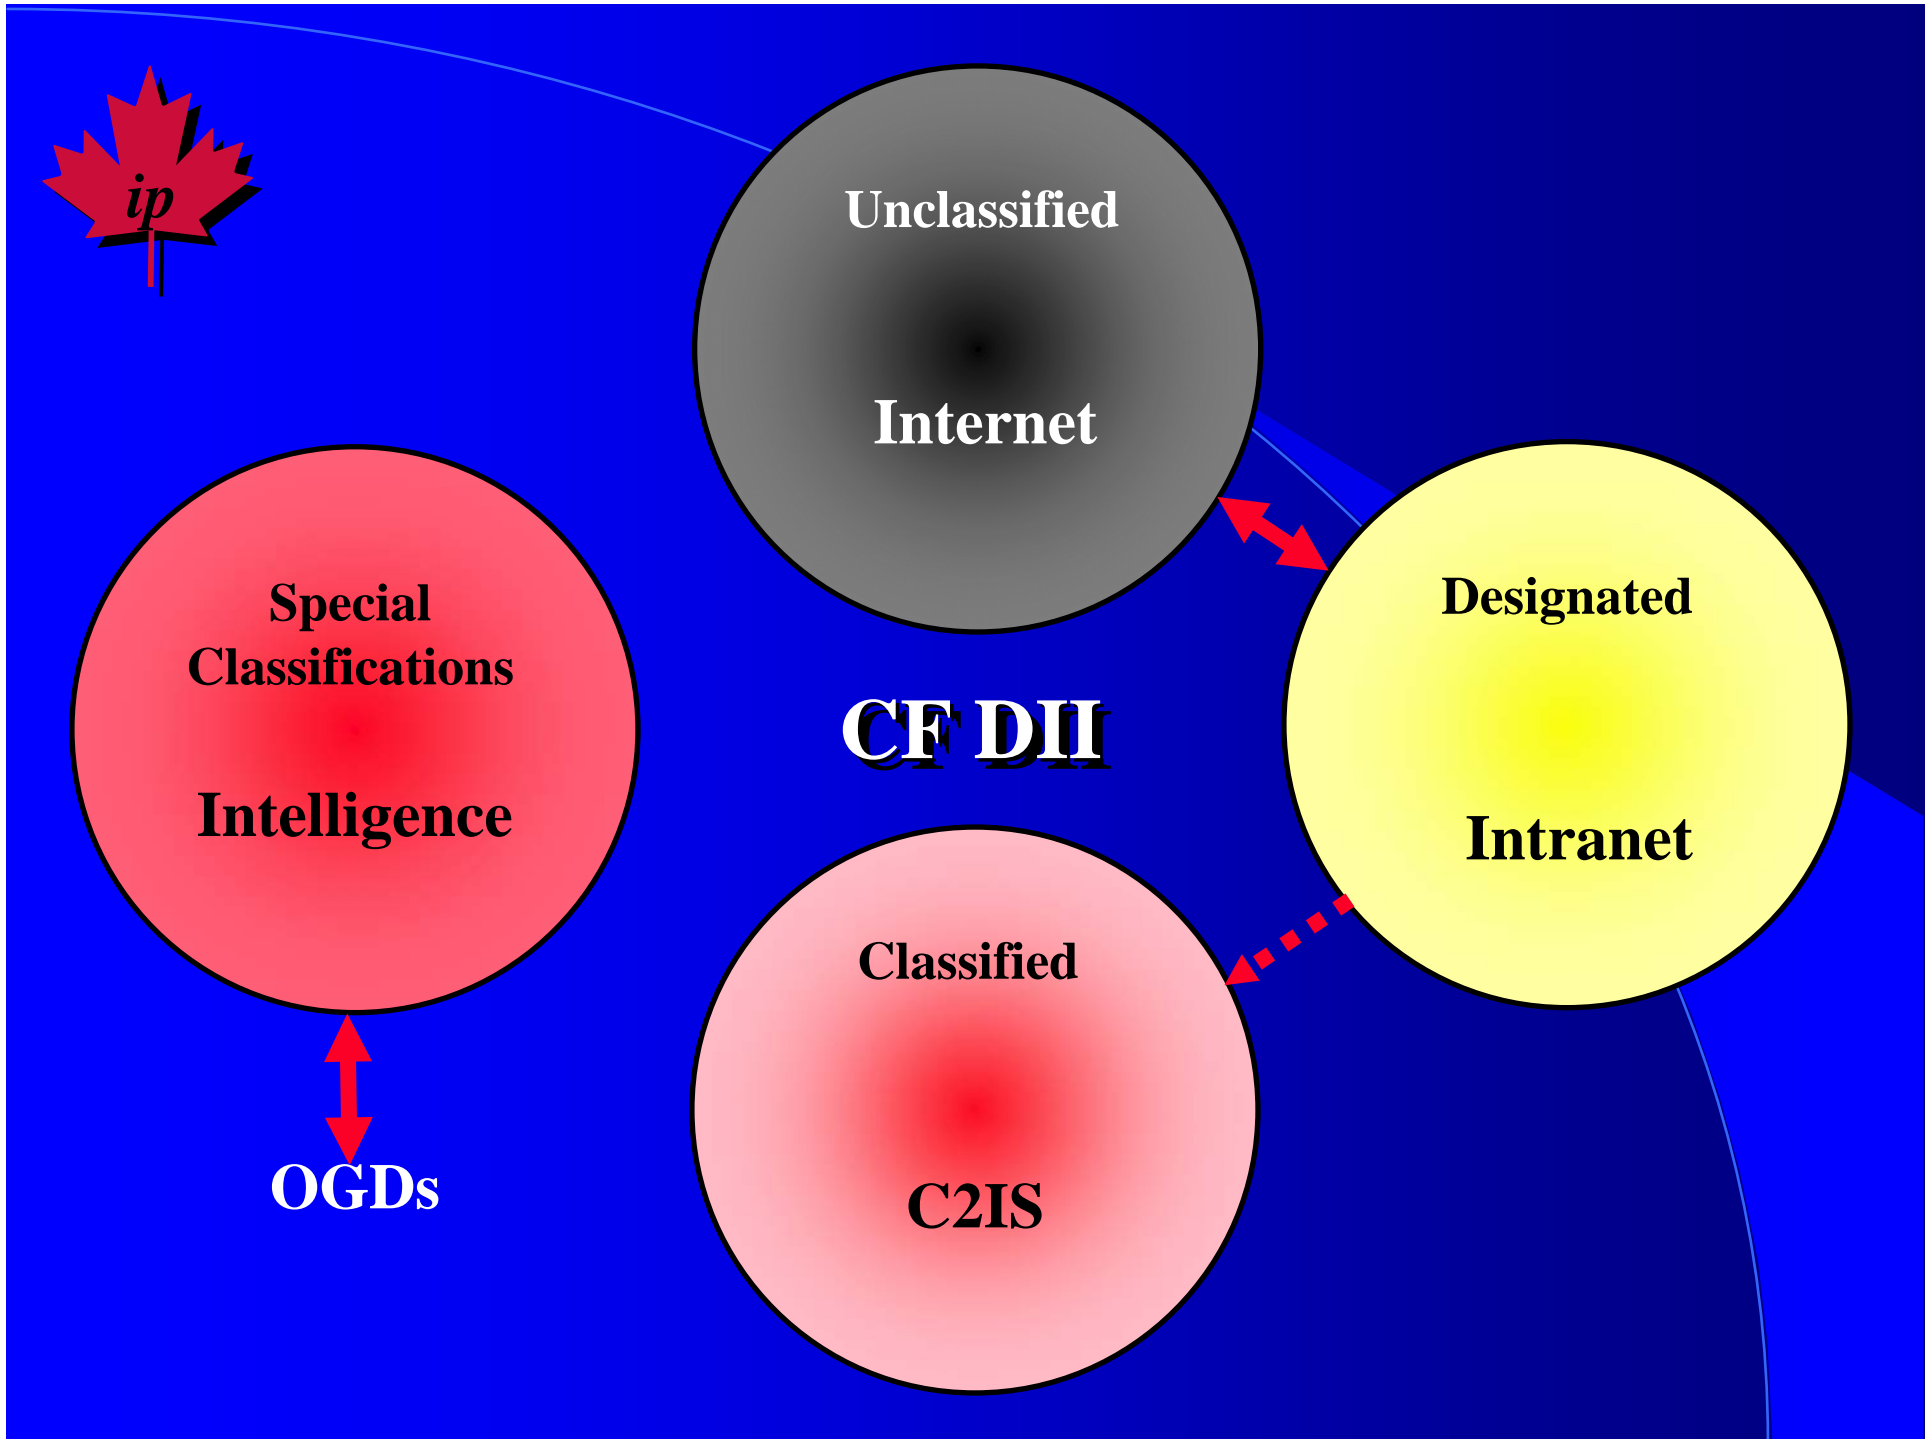 ip
Unclassified
Internet
Special
Classifications
Intelligence
CF DII
Designated
Intranet
Classified
C2IS
OGDs